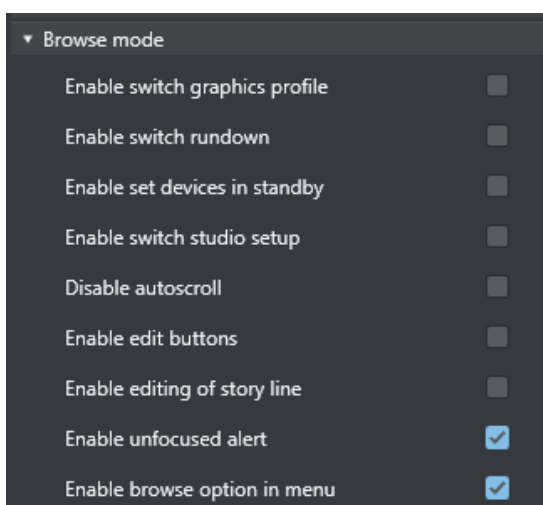 Browse mode
Enable switch graphics profile
Enable switch rundown
Enable set devices in standby
Enable switch studio setup
Disable autoscroll
Enable edit buttons
Enable editing of story line
Enable unfocused alert
Enable browse option in menu